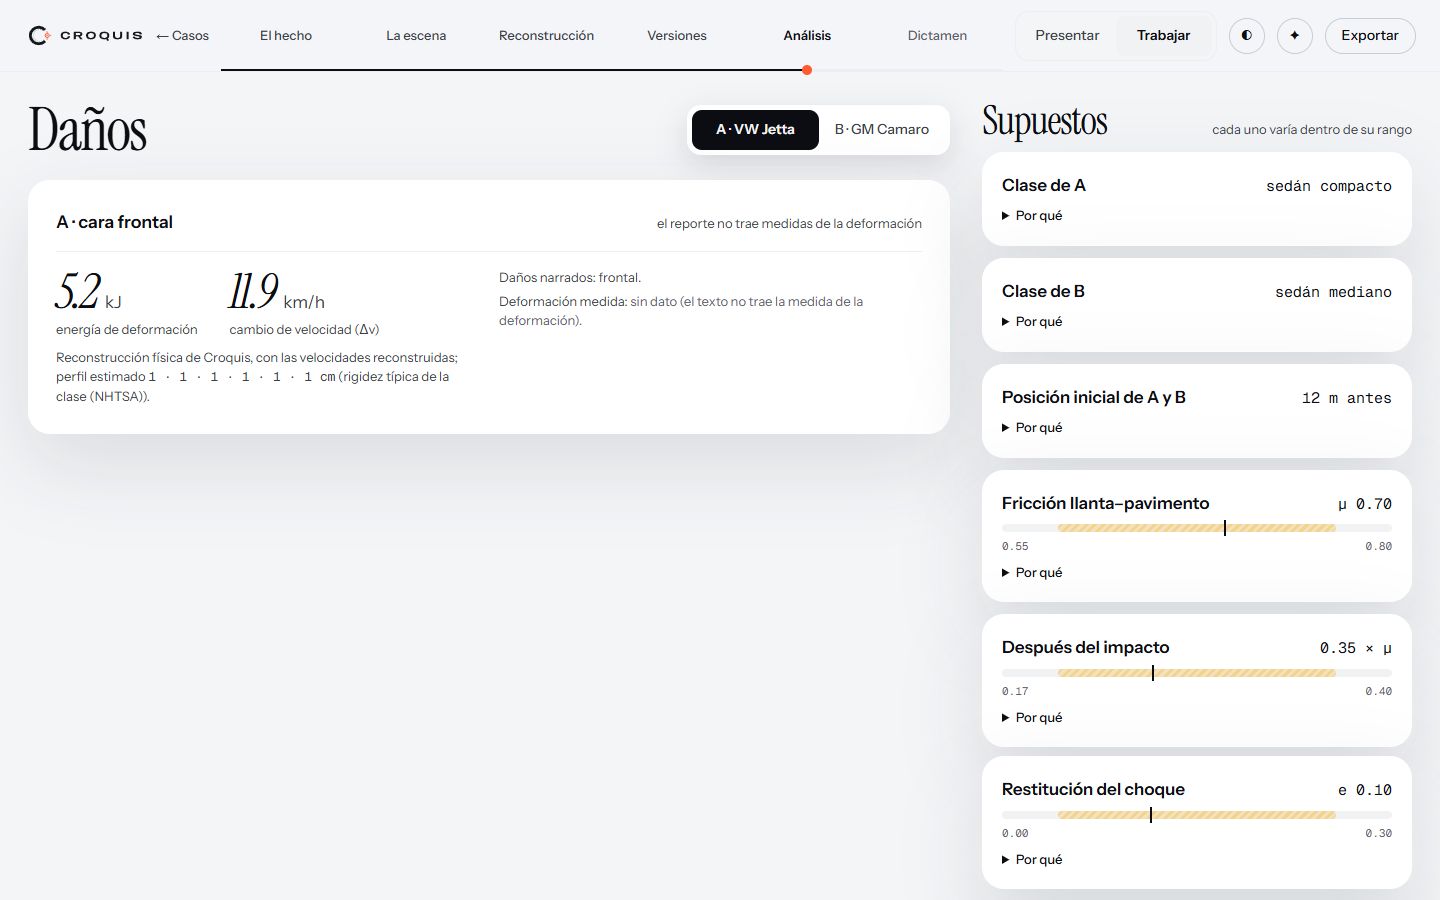 CROQUIS
← Casos
El hecho
La escena
Reconstrucción
Versiones
Análisis
Dictamen
Presentar
Trabajar
Exportar
Daños
A · VW Jetta
B · GM Camaro
A · cara frontal
el reporte no trae medidas de la deformación
5.2 kJ
energía de deformación
11.9 km/h
cambio de velocidad (Δv)
Reconstrucción física de Croquis, con las velocidades reconstruidas;
perfil estimado 1 · 1 · 1 · 1 · 1 · 1 cm (rigidez típica de la
clase (NHTSA)).
Daños narrados: frontal.
Deformación medida: sin dato (el texto no trae la medida de la
deformación).
Supuestos
cada uno varía dentro de su rango
Clase de A
sedán compacto
▶ Por qué
Clase de B
sedán mediano
▶ Por qué
Posición inicial de A y B
12 m antes
▶ Por qué
Fricción llanta–pavimento
μ 0.70
0.55
0.80
▶ Por qué
Después del impacto
0.35 × μ
0.17
0.40
▶ Por qué
Restitución del choque
e 0.10
0.00
0.30
▶ Por qué